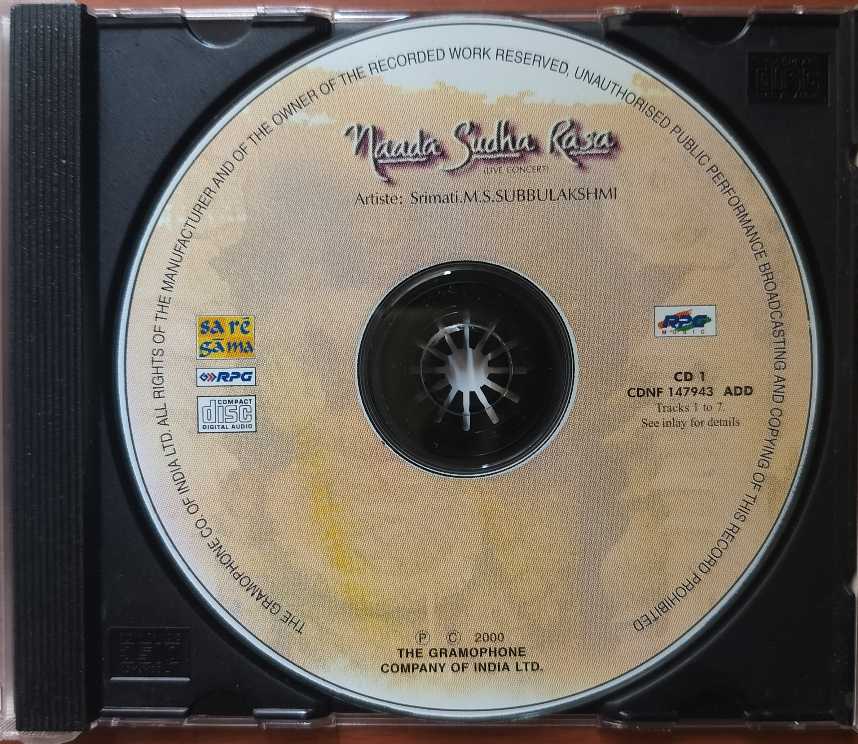 THE GRAMOPHONE CO. OF INDIA LTD. ALL RIGHTS OF THE MANUFACTURER AND OF THE OWNER OF THE RECORDED WORK RESERVED. UNAUTHORISED PUBLIC PERFORMANCE BROADCASTING AND COPYING OF THIS RECORD PROHIBITED
Naada Sudha Rasa
(LIVE CONCERT)
Artiste: Srimati.M.S.SUBBULAKSHMI
sa rē
gāma
RPG
COMPACT
disc
DIGITAL AUDIO
RPG
MUSIC
CD 1
CDNF 147943 ADD
Tracks 1 to 7.
See inlay for details
Ⓟ Ⓒ 2000
THE GRAMOPHONE
COMPANY OF INDIA LTD.